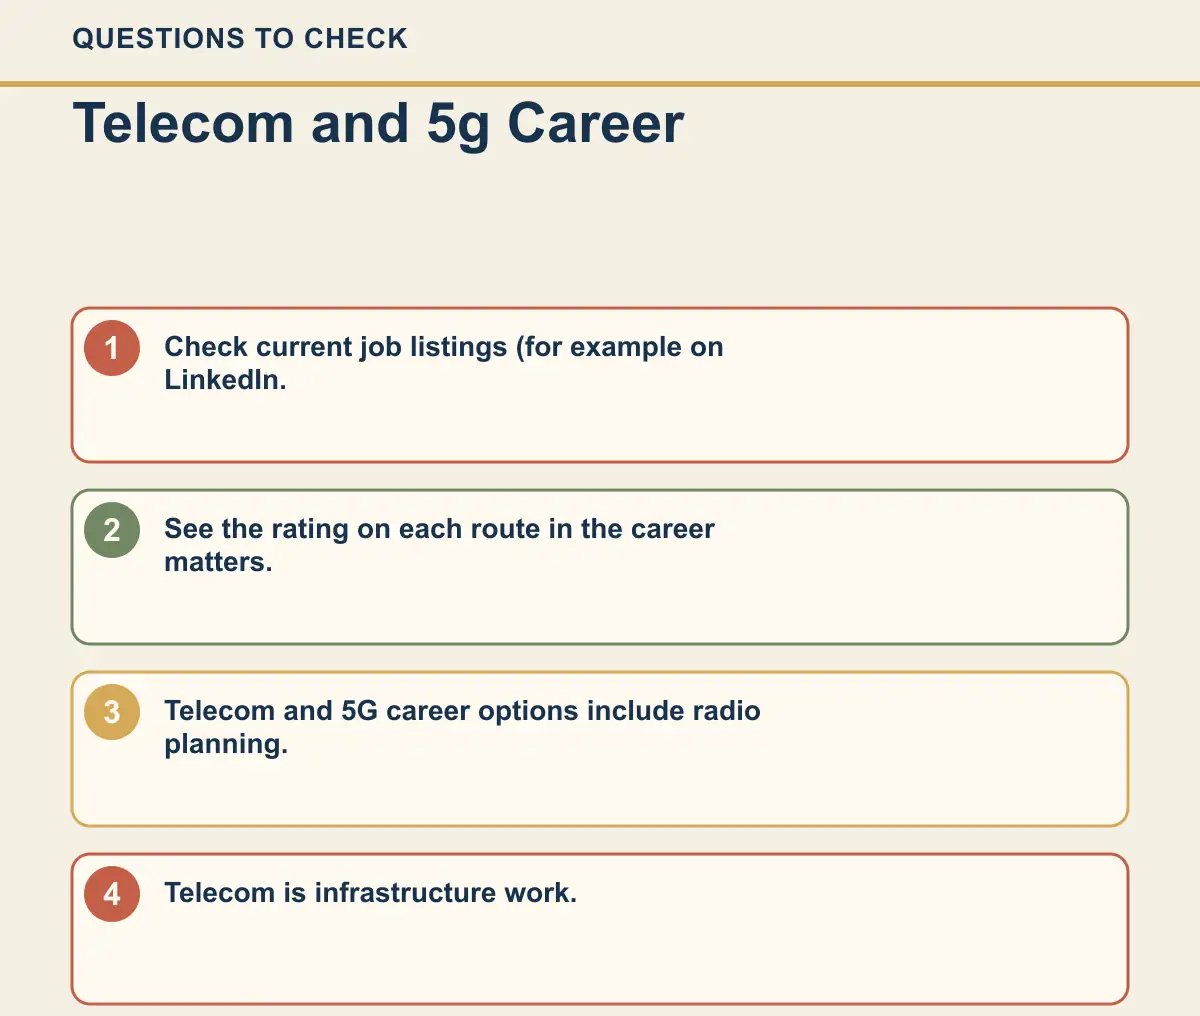 QUESTIONS TO CHECK
Telecom and 5g Career
1
Check current job listings (for example on
LinkedIn.
2
See the rating on each route in the career
matters.
3
Telecom and 5G career options include radio
planning.
4
Telecom is infrastructure work.